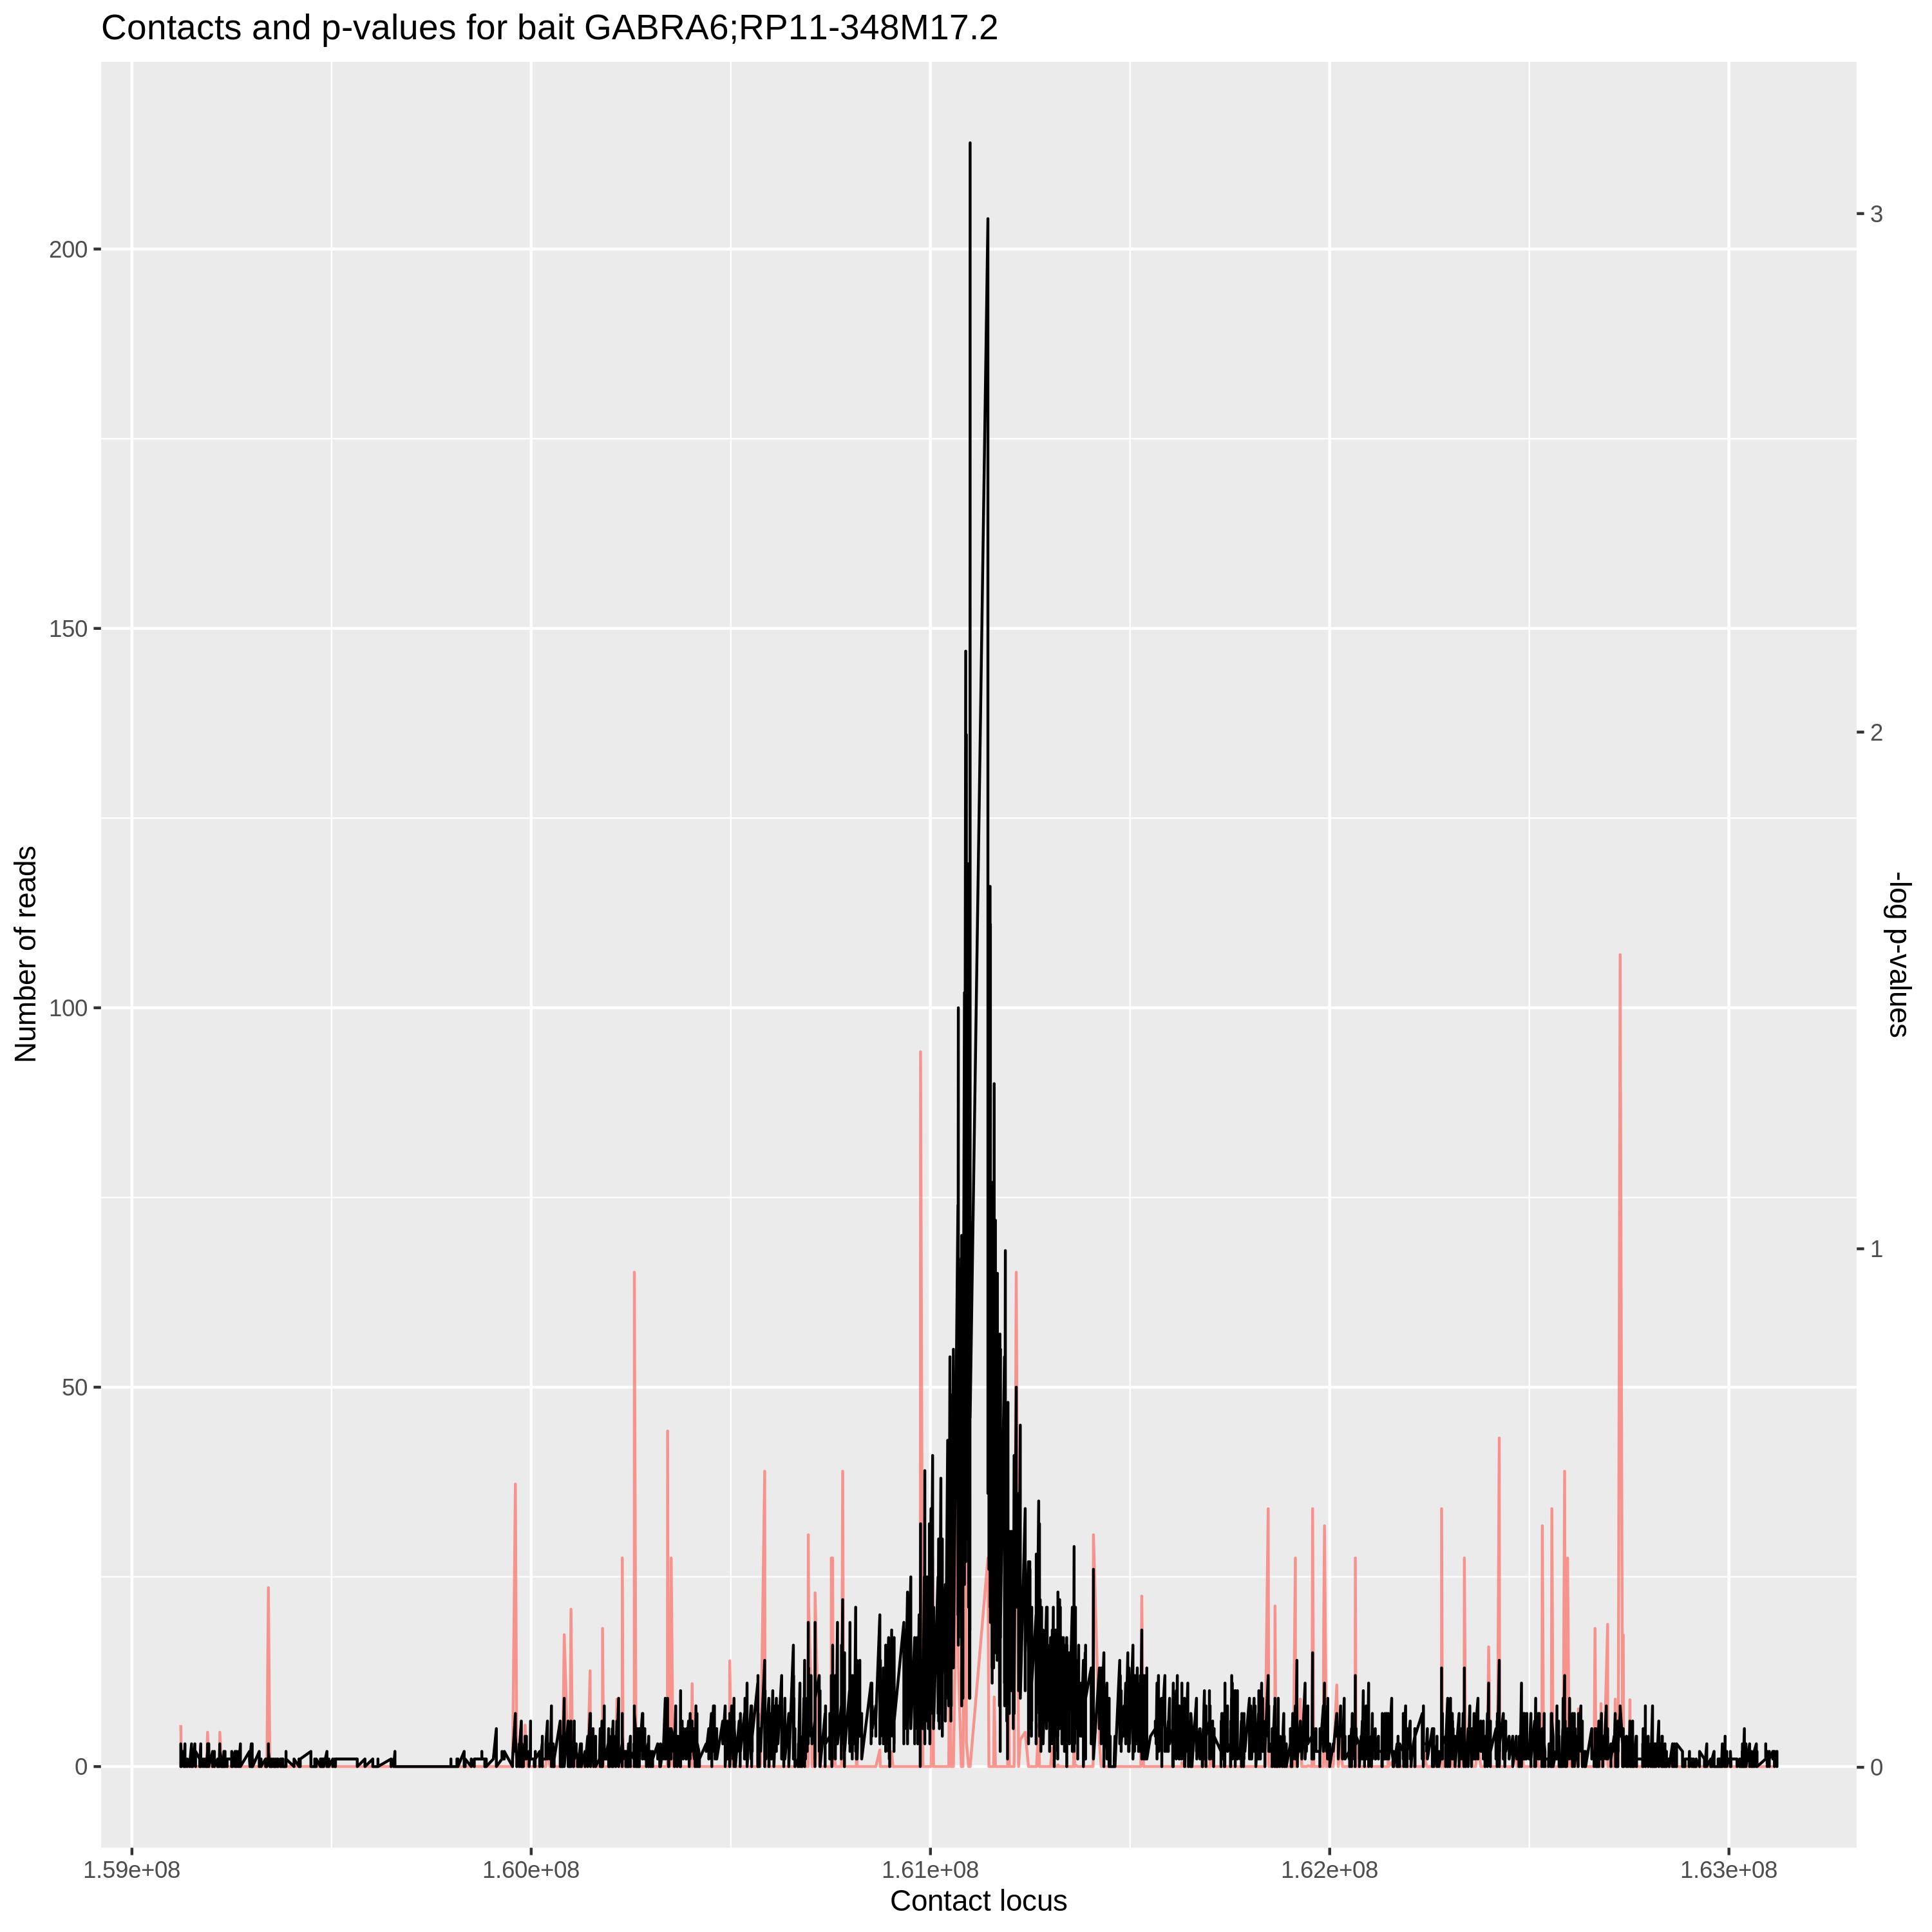 Contacts and p-values for bait GABRA6;RP11-348M17.2
200
150
100
50
0
Number of reads
3
2
1
0
-log p-values
1.59e+08 1.60e+08 1.61e+08 1.62e+08 1.63e+08
Contact locus